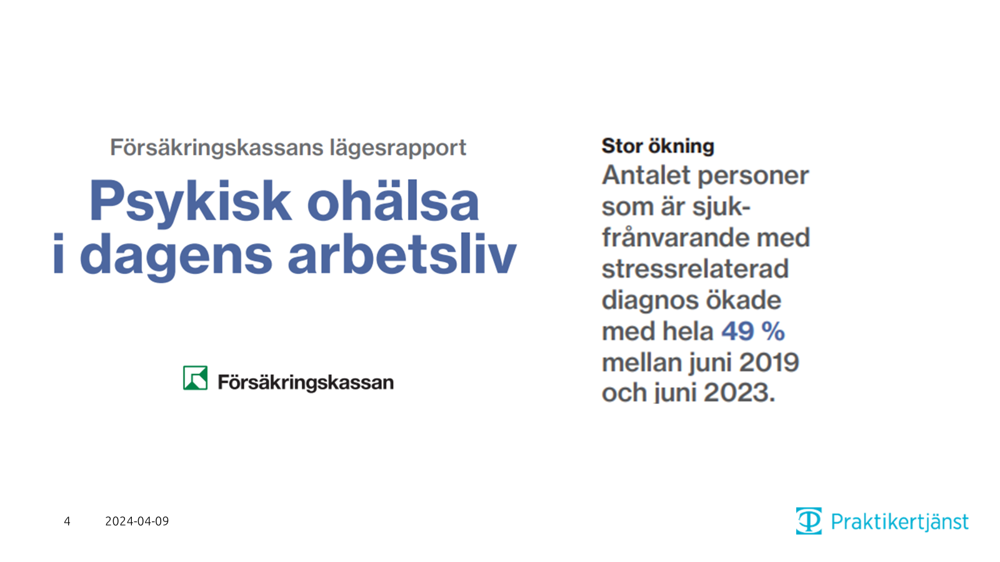 Försäkringskassans lägesrapport
Psykisk ohälsa
i dagens arbetsliv
Försäkringskassan
Stor ökning
Antalet personer
som är sjuk-
frånvarande med
stressrelaterad
diagnos ökade
med hela 49 %
mellan juni 2019
och juni 2023.
4 2024-04-09
Praktikertjänst